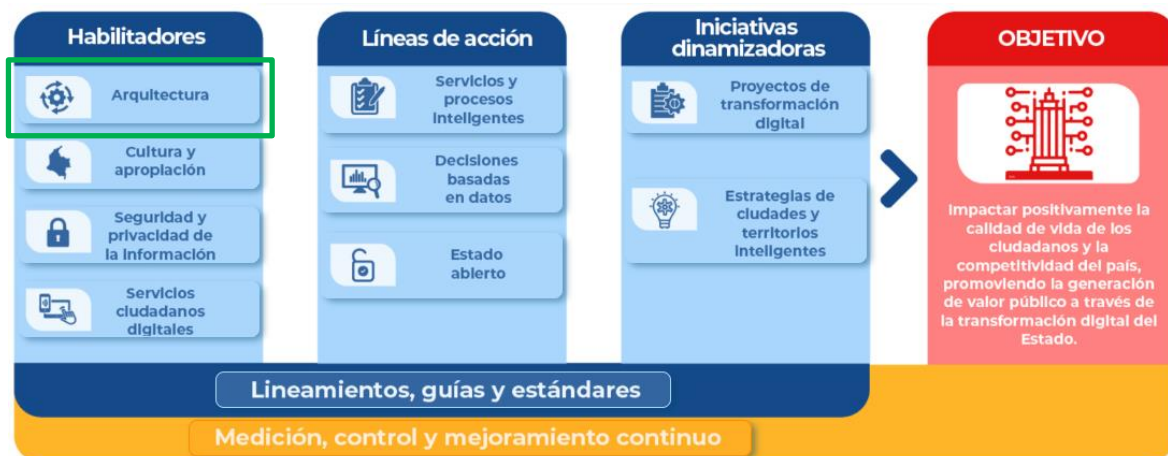 Habilitadores
Arquitectura
Cultura y
apropiación
Seguridad y
privacidad de
la información
Servicios
ciudadanos
digitales
Líneas de acción
Servicios y
procesos
inteligentes
Decisiones
basadas
en datos
Estado
abierto
Iniciativas
dinamizadoras
Proyectos de
transformación
digital
Estrategias de
ciudades y
territorios
inteligentes
OBJETIVO
Impactar positivamente la
calidad de vida de los
ciudadanos y la
competitividad del país,
promoviendo la generación
de valor público a través de
la transformación digital del
Estado.
Lineamientos, guías y estándares
Medición, control y mejoramiento continuo